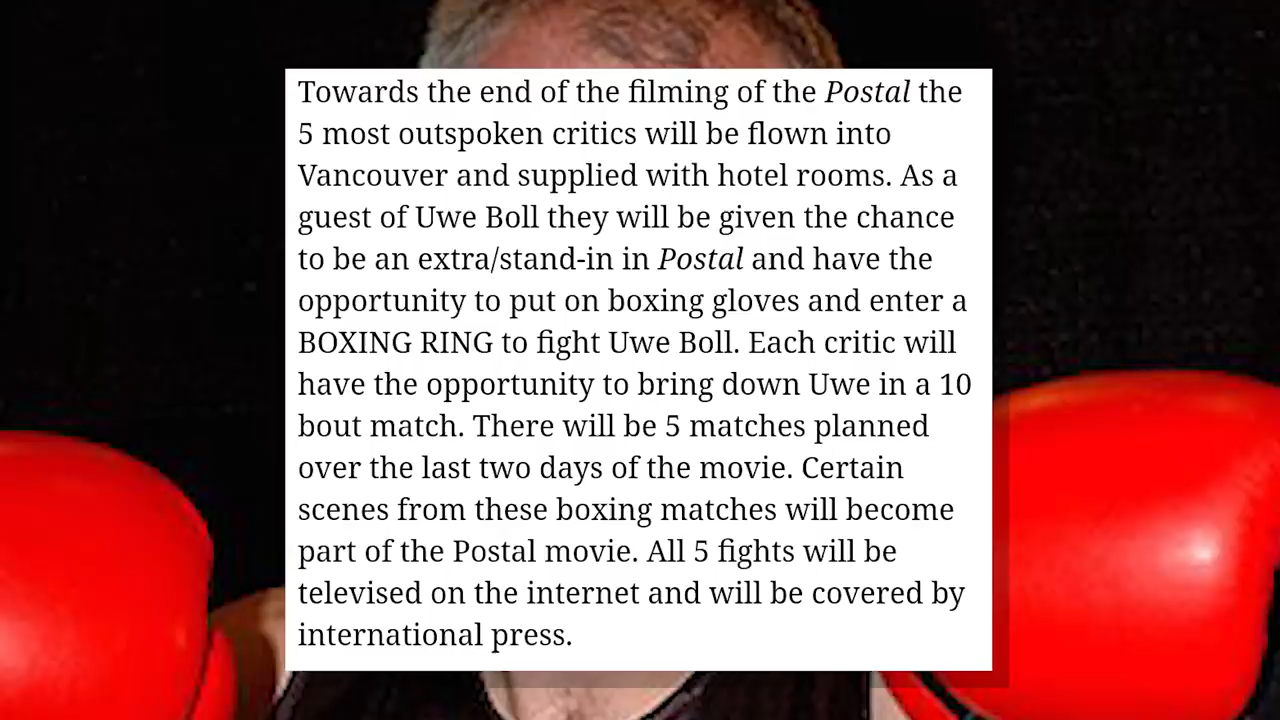 Towards the end of the filming of the Postal the
5 most outspoken critics will be flown into
Vancouver and supplied with hotel rooms. As a
guest of Uwe Boll they will be given the chance
to be an extra/stand-in in Postal and have the
opportunity to put on boxing gloves and enter a
BOXING RING to fight Uwe Boll. Each critic will
have the opportunity to bring down Uwe in a 10
bout match. There will be 5 matches planned
over the last two days of the movie. Certain
scenes from these boxing matches will become
part of the Postal movie. All 5 fights will be
televised on the internet and will be covered by
international press.